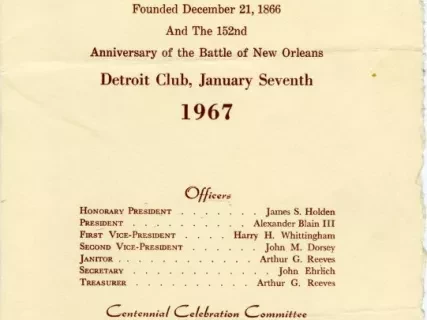 Founded December 21, 1866
And The 152nd
Anniversary of the Battle of New Orleans
Detroit Club, January Seventh
1967
Officers
Honorary President . . . . . . . James S. Holden
President . . . . . . . . . . Alexander Blain III
First Vice-President . . . . Harry H. Whittingham
Second Vice-President . . . . . . John M. Dorsey
Janitor . . . . . . . . . . . . Arthur G. Reeves
Secretary . . . . . . . . . . . . John Ehrlich
Treasurer . . . . . . . . . . . Arthur G. Reeves
Centennial Celebration Committee